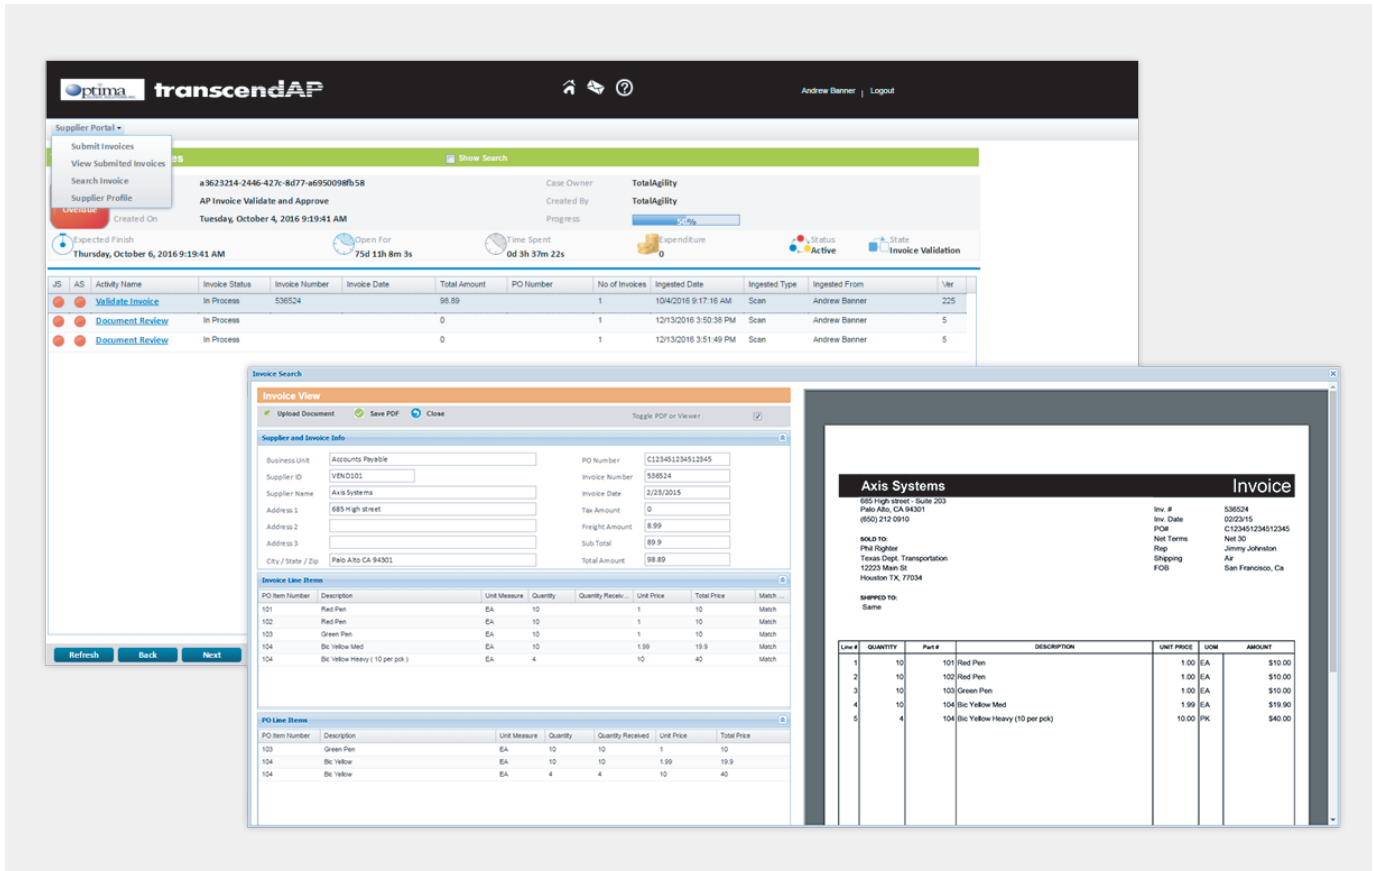 Optima
transcendAP
Andrew Banner | Logout
Supplier Portal
Submit Invoices
View Submited Invoices
Search Invoice
Supplier Profile
Show Search
a3623214-2446-427c-8d77-a6950098fb58
Case Owner TotalAgility
AP Invoice Validate and Approve
Created By TotalAgility
Overdue
Created On Tuesday, October 4, 2016 9:19:41 AM
Progress 50%
Expected Finish Open For Time Spent Expenditure Status State
Thursday, October 6, 2016 9:19:41 AM 75d 11h 8m 3s 0d 3h 37m 22s 0 Active Invoice Validation
JS AS Activity Name Invoice Status Invoice Number Invoice Date Total Amount PO Number No of Invoices Ingested Date Ingested Type Ingested From Ver
Validate Invoice In Process 536524 98.89 1 10/4/2016 9:17:16 AM Scan Andrew Banner 225
Document Review In Process 0 1 12/13/2016 3:50:38 PM Scan Andrew Banner 5
Document Review In Process 0 1 12/13/2016 3:51:49 PM Scan Andrew Banner 5
Refresh Back Next
Invoice Search
Invoice View
Upload Document Save PDF Close Toggle PDF or Viewer
Supplier and Invoice Info
Business Unit Accounts Payable PO Number C123451234512345
Supplier ID VEND101 Invoice Number 536524
Supplier Name Axis Systems Invoice Date 2/23/2015
Address 1 685 High street Tax Amount 0
Address 2 Freight Amount 8.99
Address 3 Sub Total 89.9
City / State / Zip Palo Alto CA 94301 Total Amount 98.89
Invoice Line Items
PO Item Number Description Unit Measure Quantity Quantity Receiv... Unit Price Total Price Match ...
101 Red Pen EA 10 1 10 Match
102 Red Pen EA 10 1 10 Match
103 Green Pen EA 10 1 10 Match
104 Bic Yellow Med EA 10 1.99 19.9 Match
104 Bic Yellow Heavy ( 10 per pck ) EA 4 10 40 Match
PO Line Items
PO Item Number Description Unit Measure Quantity Quantity Received Unit Price Total Price
103 Green Pen EA 10 10 1 10
104 Bic Yellow EA 10 10 1.99 19.9
104 Bic Yellow EA 4 4 10 40
Axis Systems Invoice
685 High street - Suite 203
Palo Alto, CA 94301
(650) 212 0910
Inv. # 536524
Inv. Date 02/23/15
PO# C123451234512345
Net Terms Net 30
Rep Jimmy Johnston
Shipping Air
FOB San Francisco, Ca
SOLD TO:
Phil Righter
Texas Dept. Transportation
12223 Main St
Houston TX, 77034
SHIPPED TO:
Same
Line # QUANTITY Part # DESCRIPTION UNIT PRICE UOM AMOUNT
1 10 101 Red Pen 1.00 EA $10.00
2 10 102 Red Pen 1.00 EA $10.00
3 10 103 Green Pen 1.00 EA $10.00
4 10 104 Bic Yellow Med 1.99 EA $19.90
5 4 104 Bic Yellow Heavy (10 per pck) 10.00 PK $40.00